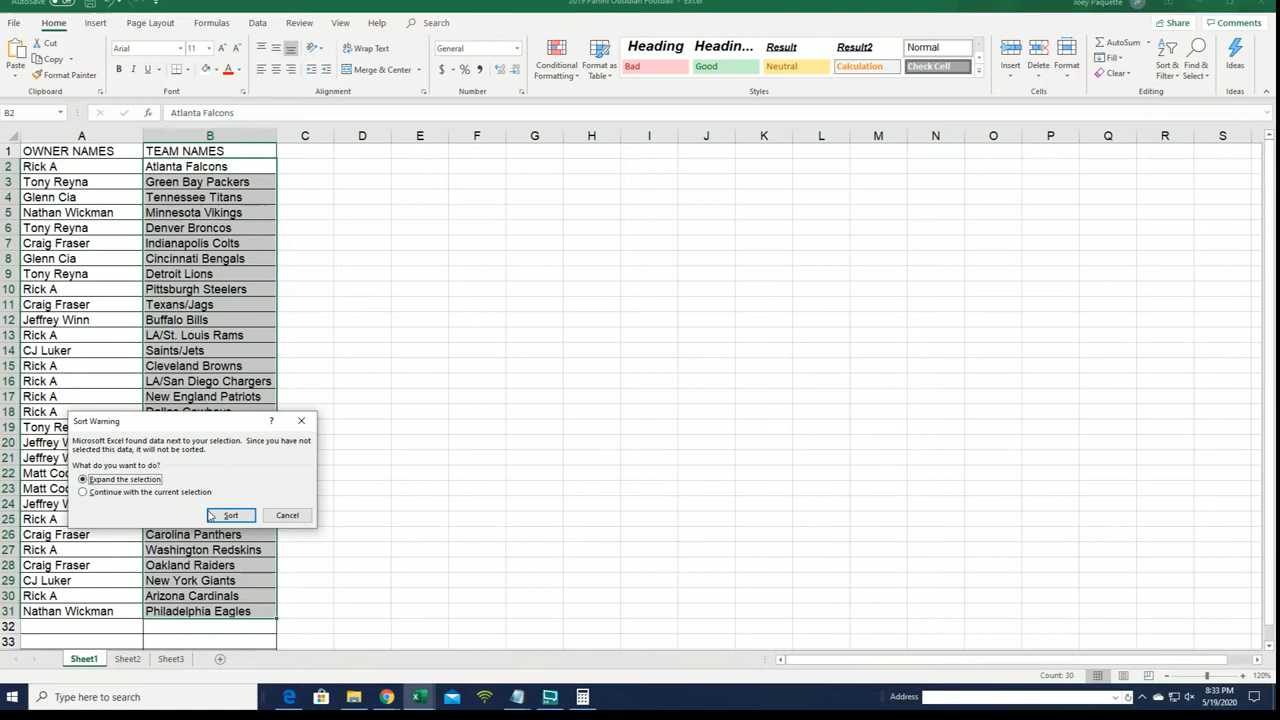 AutoSave
2019 Panini Obsidian Football - Excel
Joey Paquette
File Home Insert Page Layout Formulas Data Review View Help Search Share Comments
Cut
Copy
Format Painter
Paste
Clipboard
Arial 11
B I U
Font
Wrap Text
Merge & Center
Alignment
General
$ % ,
Number
Conditional Formatting
Format as Table
Heading Headin... Result Result2 Normal
Bad Good Neutral Calculation Check Cell
Styles
Insert Delete Format
Cells
AutoSum
Fill
Clear
Sort & Filter
Find & Select
Editing
Ideas
Ideas
B2 fx Atlanta Falcons
A B C D E F G H I J K L M N O P Q R S
1 OWNER NAMES TEAM NAMES
2 Rick A Atlanta Falcons
3 Tony Reyna Green Bay Packers
4 Glenn Cia Tennessee Titans
5 Nathan Wickman Minnesota Vikings
6 Tony Reyna Denver Broncos
7 Craig Fraser Indianapolis Colts
8 Glenn Cia Cincinnati Bengals
9 Tony Reyna Detroit Lions
10 Rick A Pittsburgh Steelers
11 Craig Fraser Texans/Jags
12 Jeffrey Winn Buffalo Bills
13 Rick A LA/St. Louis Rams
14 CJ Luker Saints/Jets
15 Rick A Cleveland Browns
16 Rick A LA/San Diego Chargers
17 Rick A New England Patriots
18 Rick A Dallas Cowboys
19 Tony Re
20 Jeffrey W
21 Jeffrey W
22 Matt Coo
23 Matt Coo
24 Jeffrey W
25 Rick A
26 Craig Fraser Carolina Panthers
27 Rick A Washington Redskins
28 Craig Fraser Oakland Raiders
29 CJ Luker New York Giants
30 Rick A Arizona Cardinals
31 Nathan Wickman Philadelphia Eagles
32
33
Sort Warning ?
Microsoft Excel found data next to your selection. Since you have not
selected this data, it will not be sorted.
What do you want to do?
Expand the selection
Continue with the current selection
Sort Cancel
Sheet1 Sheet2 Sheet3
Count: 30 120%
Type here to search
Address
8:33 PM
5/19/2020